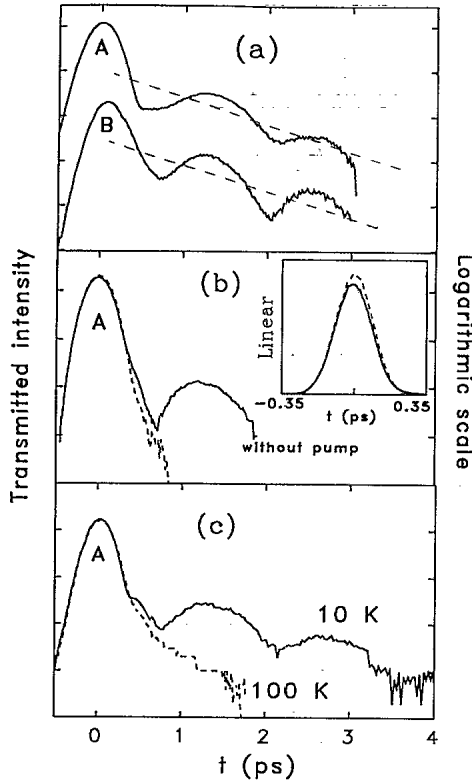 (a)
A
B
Transmitted intensity
Logarithmic scale
(b)
A
Linear
-0.35
0.35
t (ps)
without pump
(c)
A
10 K
100 K
0
1
2
3
4
t (ps)